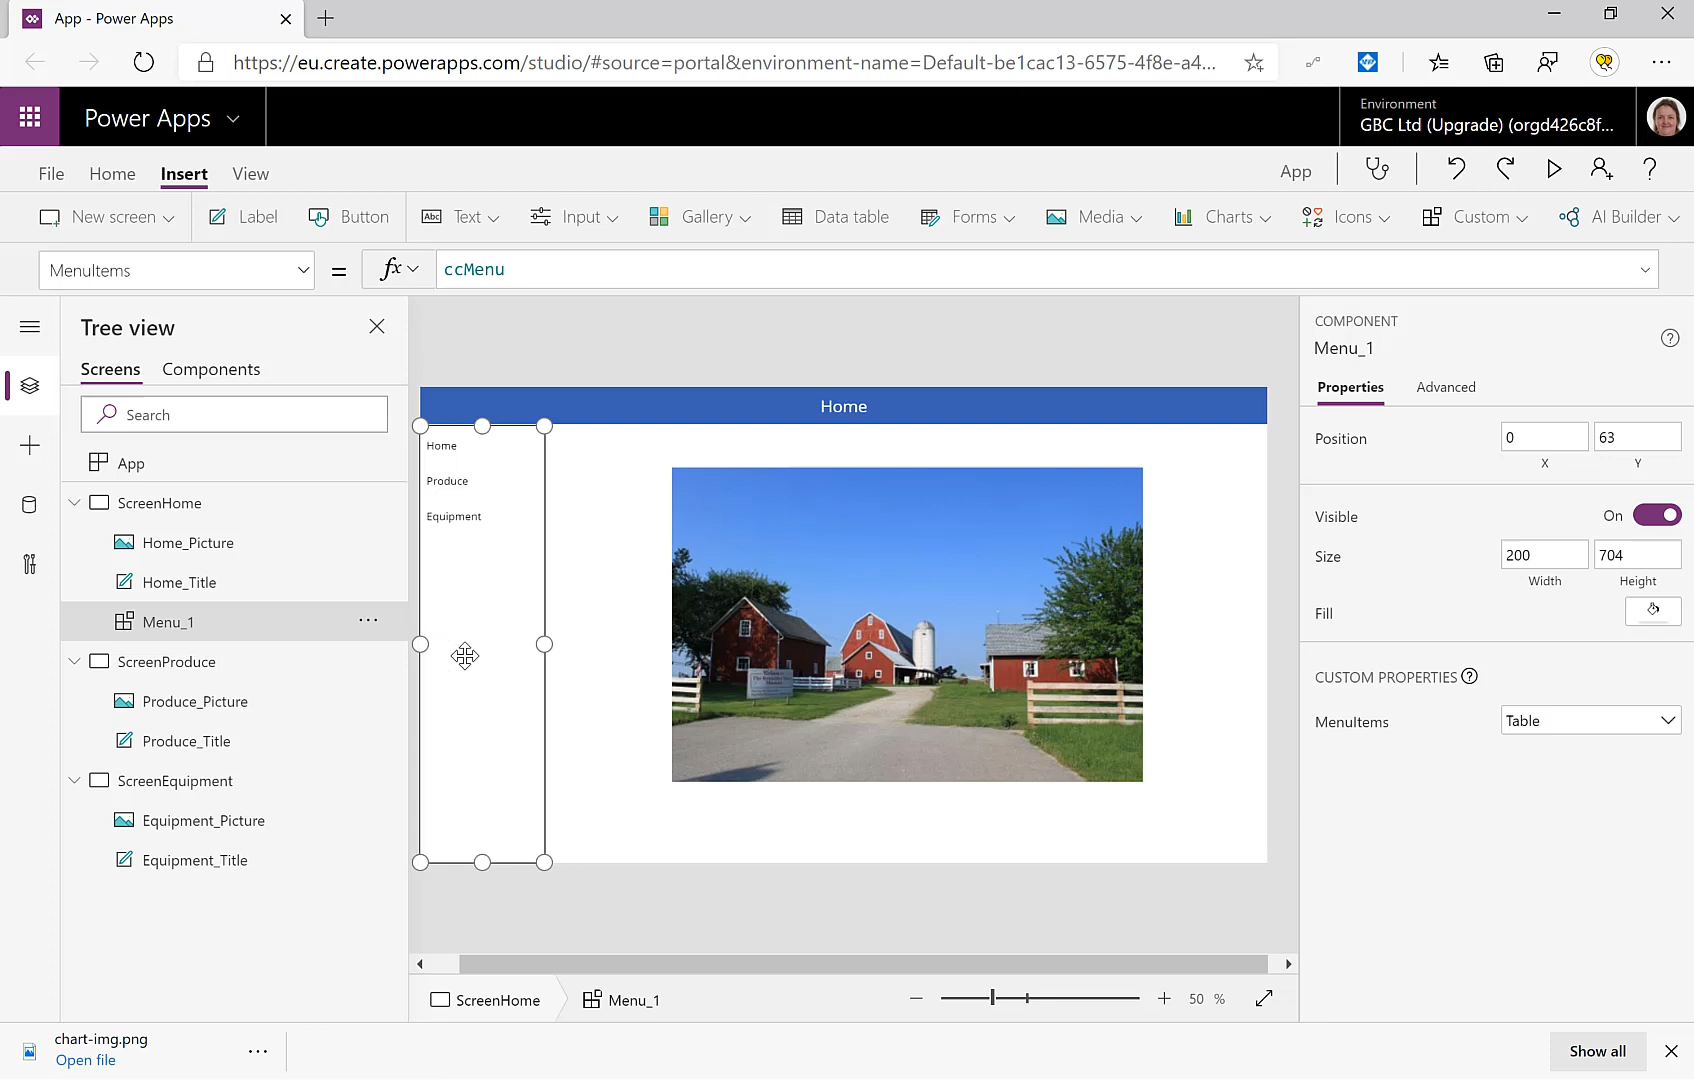 App - Power Apps
https://eu.create.powerapps.com/studio/#source=portal&environment-name=Default-be1cac13-6575-4f8e-a4...
Power Apps
Environment
GBC Ltd (Upgrade) (orgd426c8f...
File Home Insert View
App
New screen Label Button Abc Text Input Gallery Data table Forms Media Charts Icons Custom AI Builder
MenuItems = fx ccMenu
Tree view
Screens Components
Search
App
ScreenHome
Home_Picture
Home_Title
Menu_1 ...
ScreenProduce
Produce_Picture
Produce_Title
ScreenEquipment
Equipment_Picture
Equipment_Title
Home
Home
Produce
Equipment
COMPONENT
Menu_1
Properties Advanced
Position 0 63
X Y
Visible On
Size 200 704
Width Height
Fill
CUSTOM PROPERTIES
MenuItems Table
ScreenHome Menu_1 50 %
chart-img.png
Open file
Show all